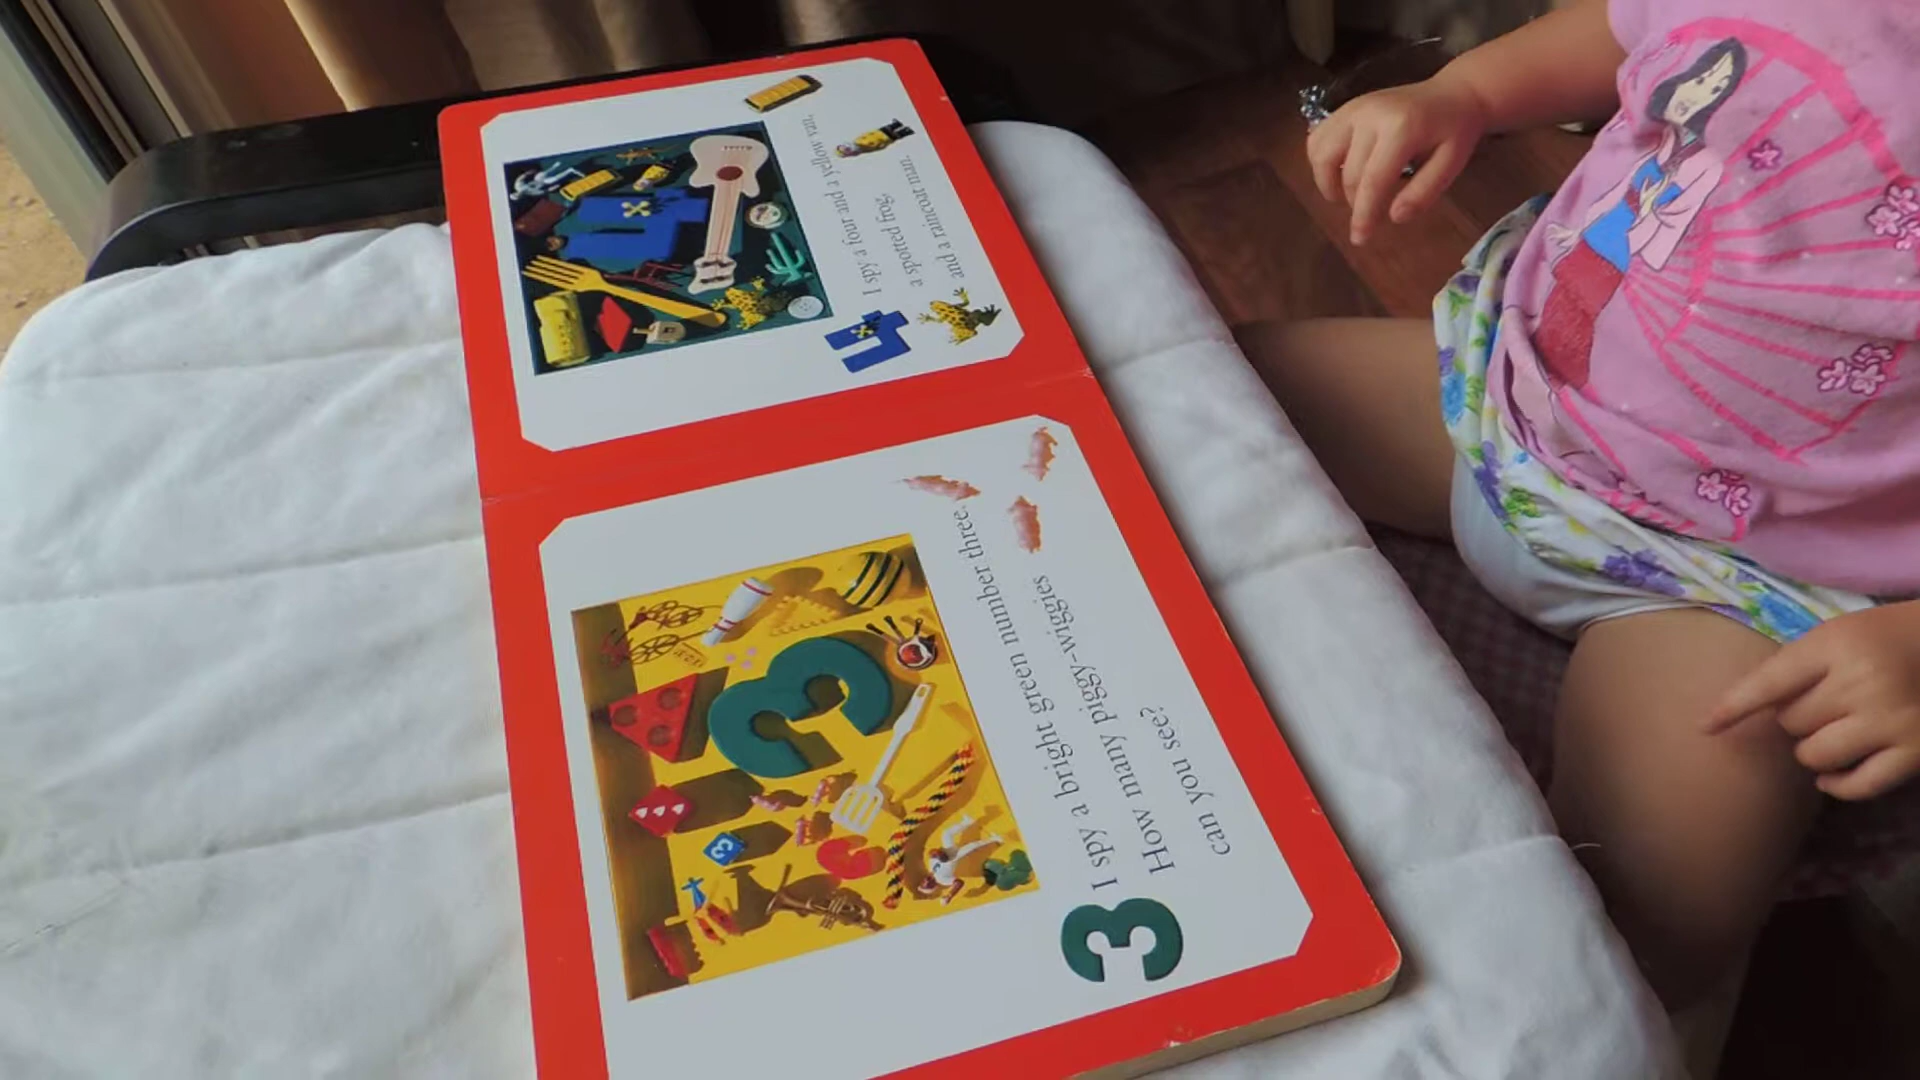 3 I spy a bright green number three.
How many piggy-wiggies
can you see?
I spy a four and a yellow van,
a spotted frog,
and a raincoat man.